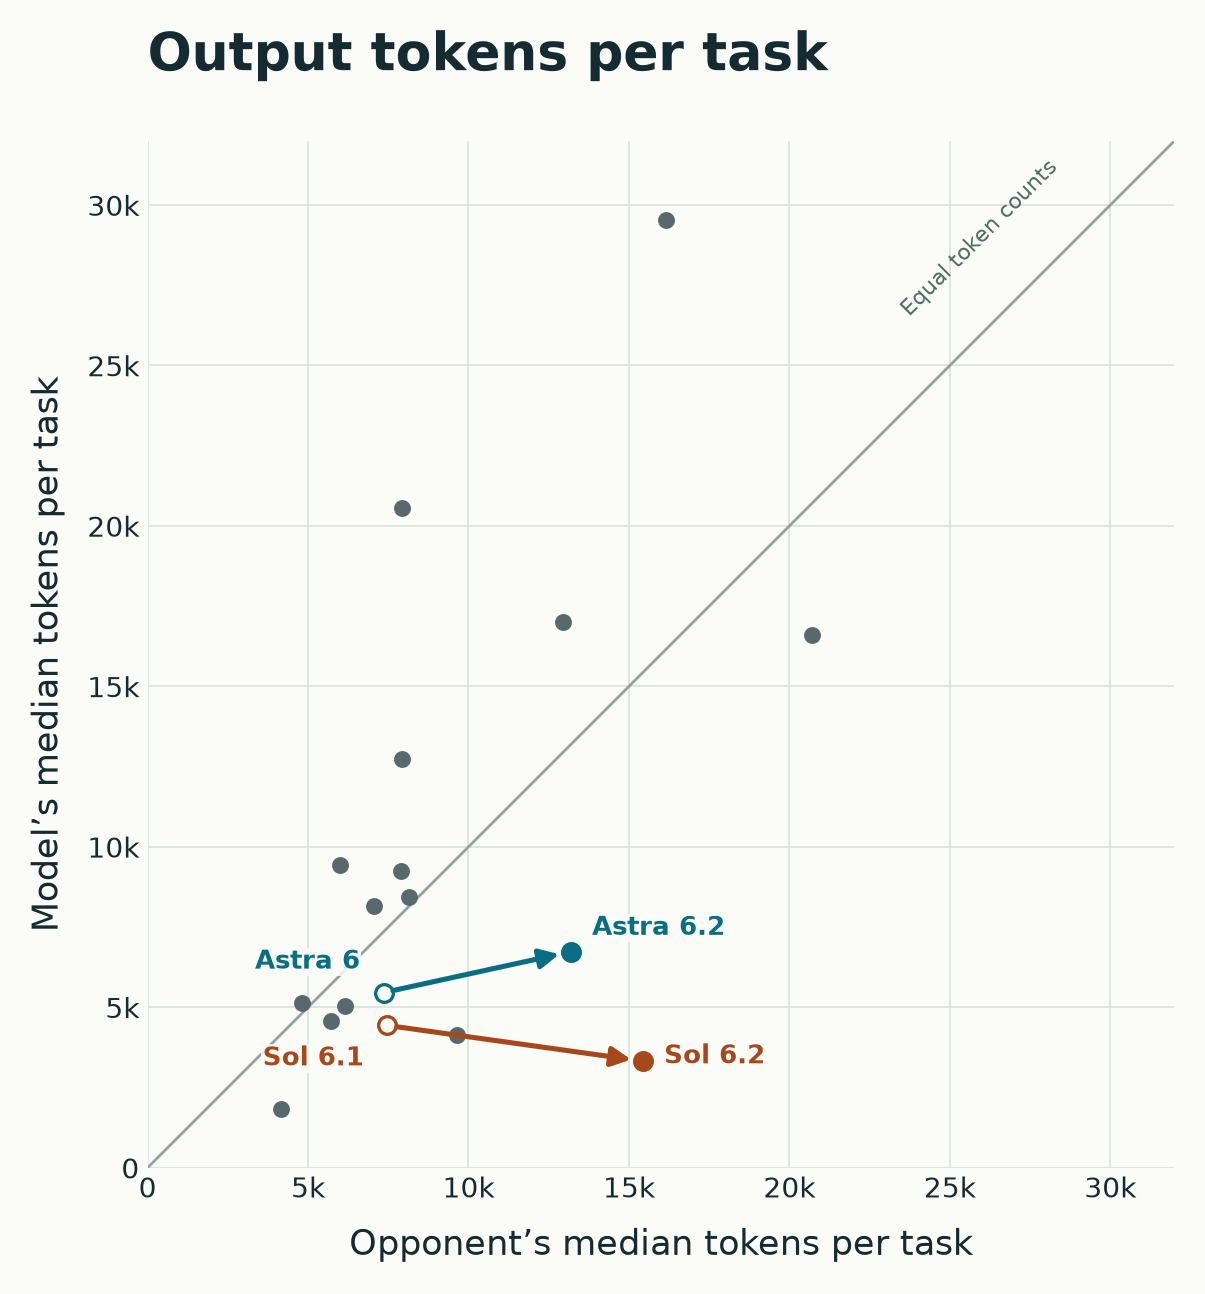 Output tokens per task
Equal token counts
30k
25k
20k
15k
10k
5k
0
Model’s median tokens per task
Astra 6.2
Astra 6
Sol 6.1
Sol 6.2
0
5k
10k
15k
20k
25k
30k
Opponent’s median tokens per task